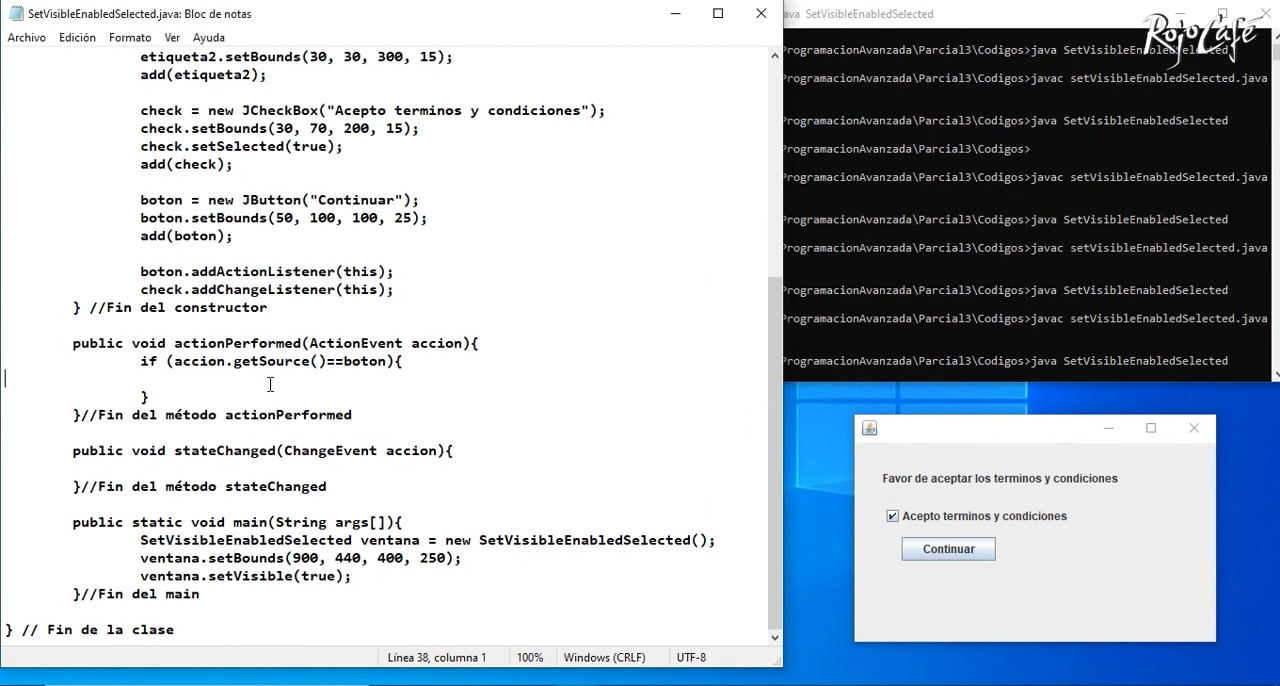 SetVisibleEnabledSelected.java: Bloc de notas
Archivo Edición Formato Ver Ayuda
etiqueta2.setBounds(30, 30, 300, 15);
add(etiqueta2);
check = new JCheckBox("Acepto terminos y condiciones");
check.setBounds(30, 70, 200, 15);
check.setSelected(true);
add(check);
boton = new JButton("Continuar");
boton.setBounds(50, 100, 100, 25);
add(boton);
boton.addActionListener(this);
check.addChangeListener(this);
} //Fin del constructor
public void actionPerformed(ActionEvent accion){
if (accion.getSource()==boton){
}
}//Fin del método actionPerformed
public void stateChanged(ChangeEvent accion){
}//Fin del método stateChanged
public static void main(String args[]){
SetVisibleEnabledSelected ventana = new SetVisibleEnabledSelected();
ventana.setBounds(900, 440, 400, 250);
ventana.setVisible(true);
}//Fin del main
} // Fin de la clase
Línea 38, columna 1 100% Windows (CRLF) UTF-8
ava SetVisibleEnabledSelected
RojoCafé
ProgramacionAvanzada\Parcial3\Codigos>java SetVisibleEnabledSelected
ProgramacionAvanzada\Parcial3\Codigos>javac setVisibleEnabledSelected.java
ProgramacionAvanzada\Parcial3\Codigos>java SetVisibleEnabledSelected
ProgramacionAvanzada\Parcial3\Codigos>
ProgramacionAvanzada\Parcial3\Codigos>javac setVisibleEnabledSelected.java
ProgramacionAvanzada\Parcial3\Codigos>java SetVisibleEnabledSelected
ProgramacionAvanzada\Parcial3\Codigos>javac setVisibleEnabledSelected.java
ProgramacionAvanzada\Parcial3\Codigos>java SetVisibleEnabledSelected
ProgramacionAvanzada\Parcial3\Codigos>javac setVisibleEnabledSelected.java
ProgramacionAvanzada\Parcial3\Codigos>java SetVisibleEnabledSelected
Favor de aceptar los terminos y condiciones
Acepto terminos y condiciones
Continuar